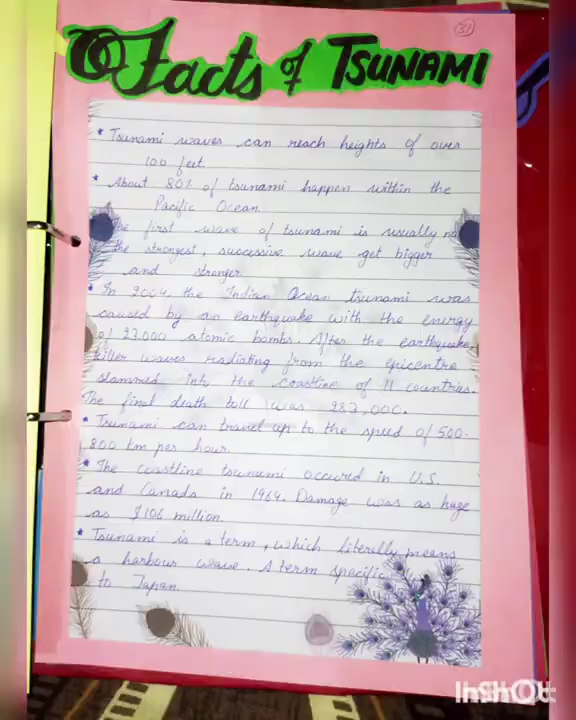 31
Facts of TSUNAMI
* Tsunami waves can reach heights of over
100 feet.
* About 80% of tsunami happen within the
Pacific Ocean.
The first wave of tsunami is usually no
the strongest, successive wave get bigger
and stronger.
* In 2004 the Indian Ocean tsunami was
caused by an earthquake with the energy
of 23,000 atomic bombs. After the earthquake,
killer waves radiating from the epicentre
slammed into the coastline of 11 countries.
The final death toll was 283,000.
* Tsunami can travel up to the speed of 500-
800 km per hour.
* The coastline tsunami occured in U.S.
and Canada in 1964. Damage was as huge
as $106 million.
* Tsunami is a term, which literally means
a harbour wave. A term specific
to Japan.
InShOt